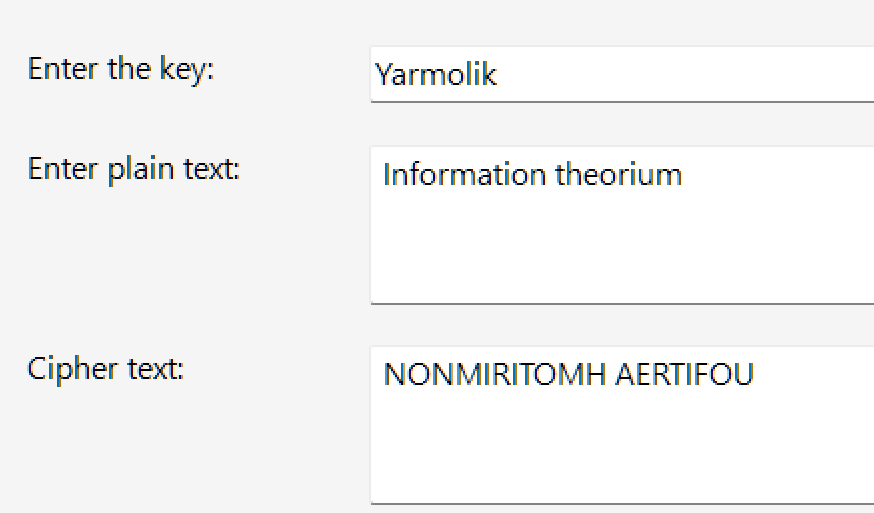 Enter the key:
Yarmolik
Enter plain text:
Information theorium
Cipher text:
NONMIRITOMH AERTIFOU